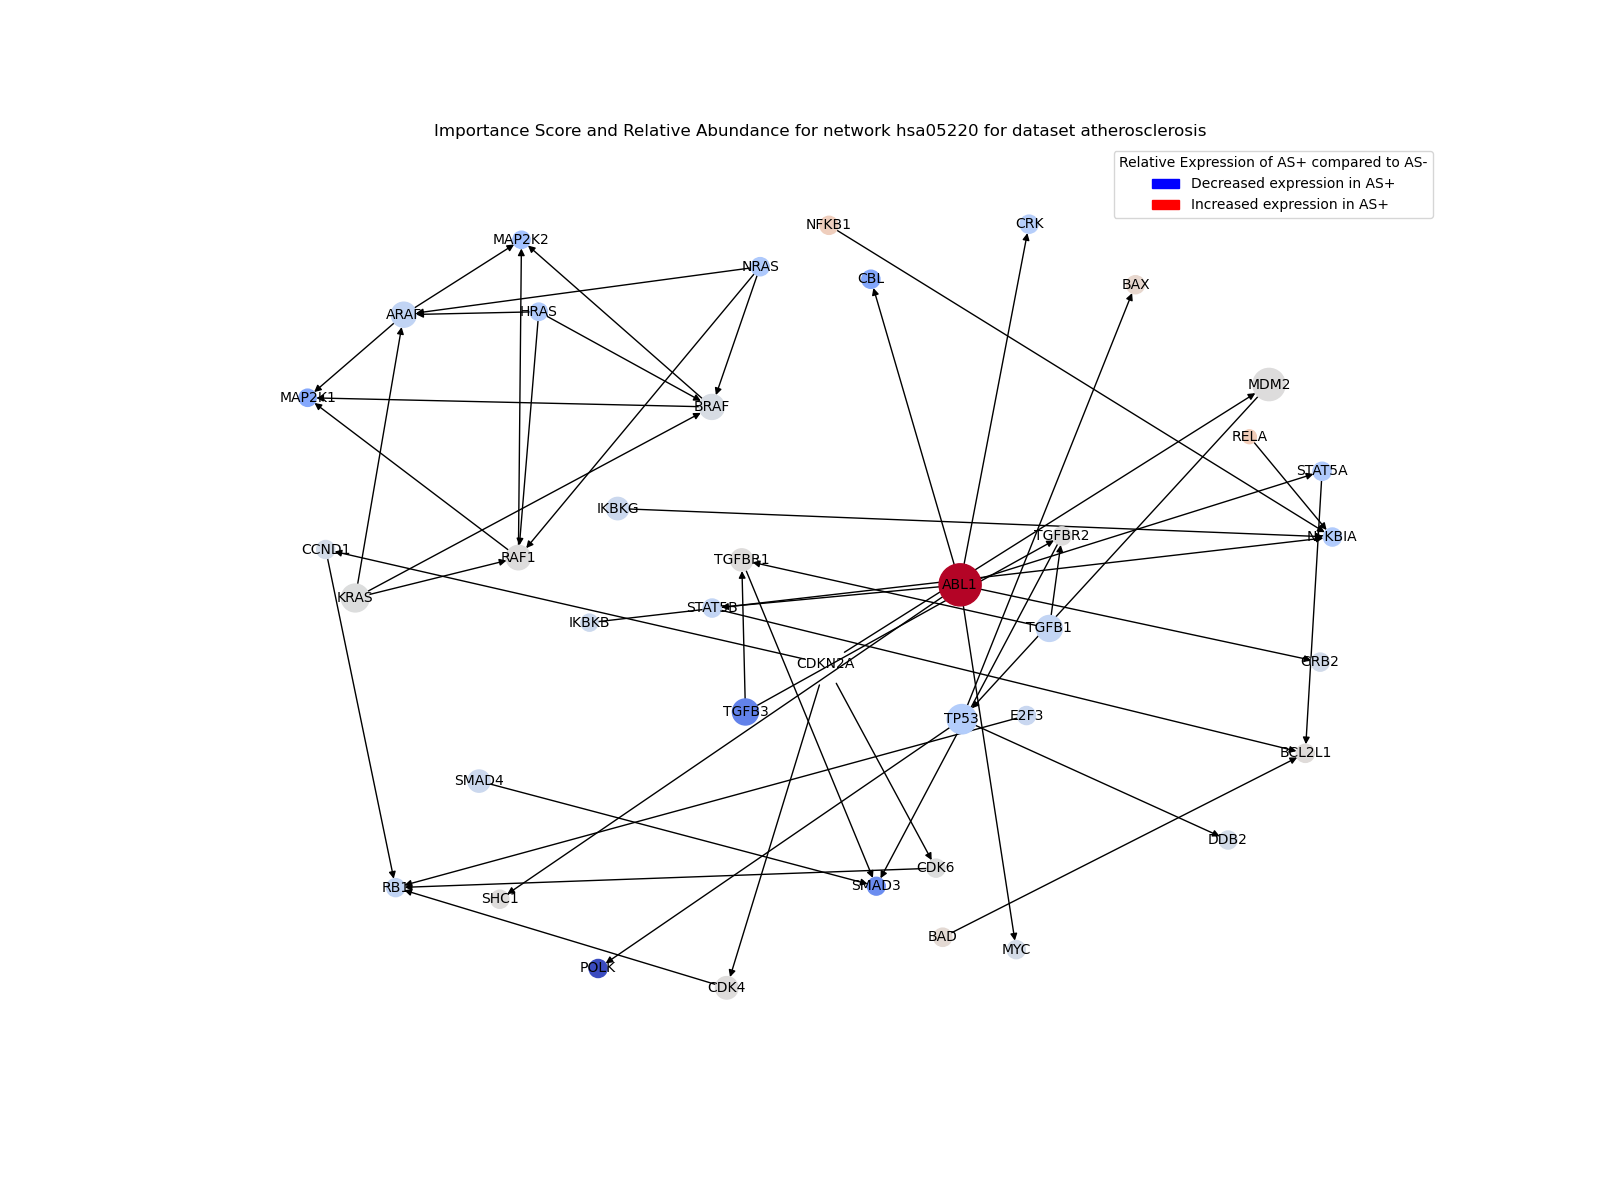 Importance Score and Relative Abundance for network hsa05220 for dataset atherosclerosis
Relative Expression of AS+ compared to AS-
Decreased expression in AS+
Increased expression in AS+
NFKB1
CRK
MAP2K2
NRAS
CBL
BAX
HRAS
ARAF
MDM2
MAP2K1
BRAF
RELA
STAT5A
IKBKG
TGFBR2
NFKBIA
CCND1
RAF1
TGFBR1
ABL1
KRAS
STAT5B
IKBKB
TGFB1
CDKN2A
GRB2
TGFB3
TP53
E2F3
BCL2L1
SMAD4
DDB2
CDK6
RB1
SMAD3
SHC1
BAD
MYC
POLK
CDK4